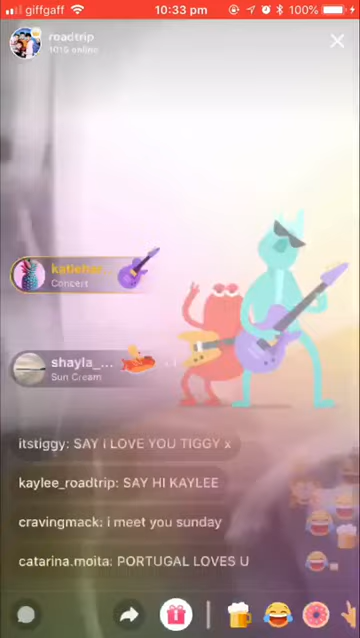 giffgaff 10:33 pm 100%
roadtrip
1015 online
Concert
shayla_...
Sun Cream
itstiggy: SAY i LOVE YOU TIGGY x
kaylee_roadtrip: SAY HI KAYLEE
cravingmack: i meet you sunday
catarina.moita: PORTUGAL LOVES U